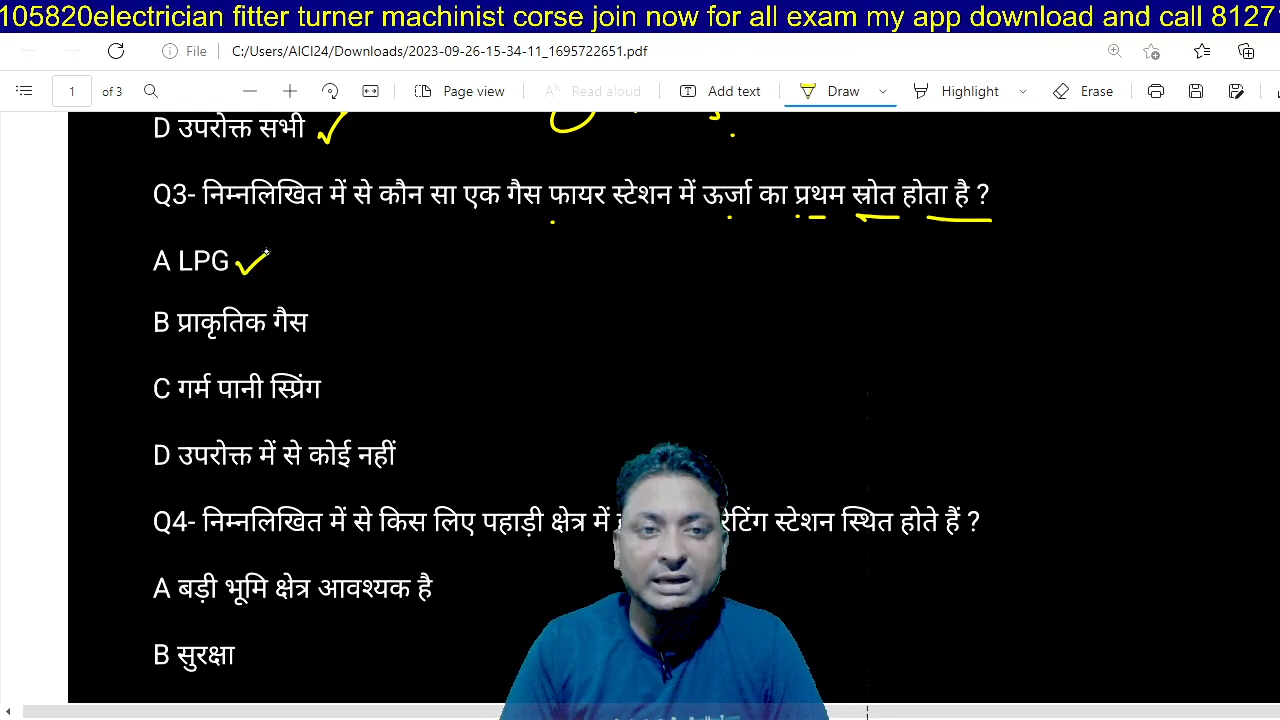 105820electrician fitter turner machinist corse join now for all exam my app download and call 8127
File C:/Users/AICI24/Downloads/2023-09-26-15-34-11_1695722651.pdf
1 of 3 Page view Read aloud Add text Draw Highlight Erase
D उपरोक्त सभी
Q3- निम्नलिखित में से कौन सा एक गैस फायर स्टेशन में ऊर्जा का प्रथम स्रोत होता है ?
A LPG
B प्राकृतिक गैस
C गर्म पानी स्प्रिंग
D उपरोक्त में से कोई नहीं
Q4- निम्नलिखित में से किस लिए पहाड़ी क्षेत्र में स्टेशन स्थित होते हैं ?
A बड़ी भूमि क्षेत्र आवश्यक है
B सुरक्षा